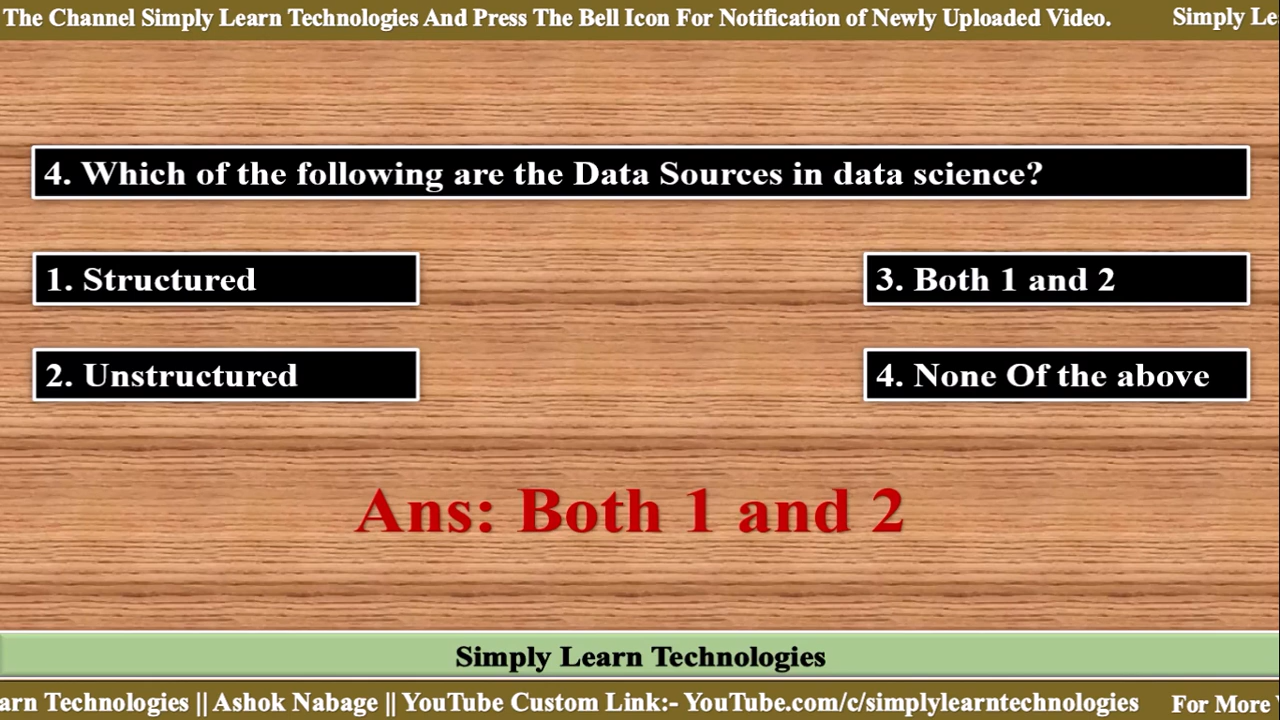 The Channel Simply Learn Technologies And Press The Bell Icon For Notification of Newly Uploaded Video. Simply Le
4. Which of the following are the Data Sources in data science?
1. Structured
3. Both 1 and 2
2. Unstructured
4. None Of the above
Ans: Both 1 and 2
Simply Learn Technologies
arn Technologies || Ashok Nabage || YouTube Custom Link:- YouTube.com/c/simplylearntechnologies For More